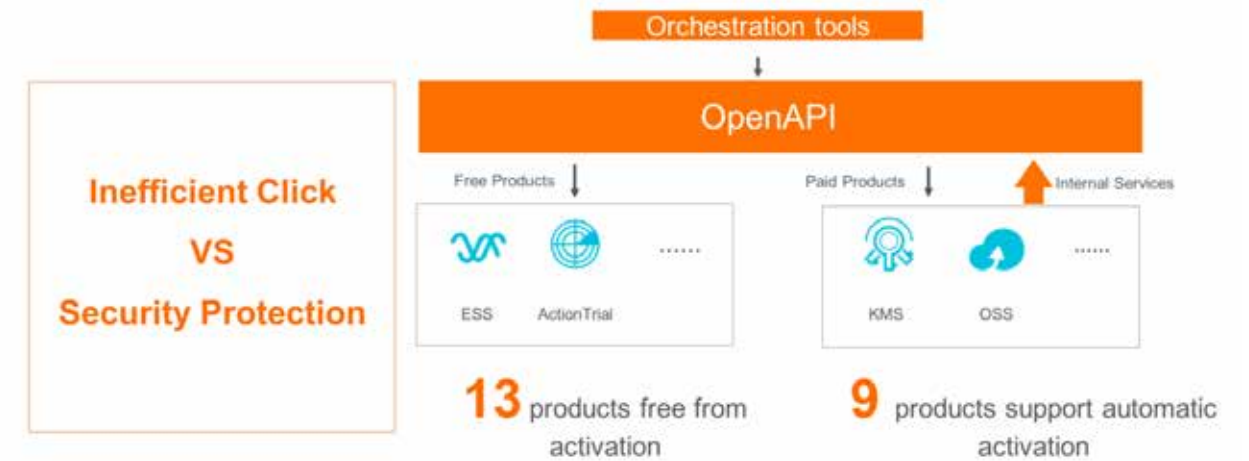 Orchestration tools
OpenAPI
Inefficient Click
VS
Security Protection
Free Products
Paid Products
Internal Services
......
......
ESS
ActionTrial
KMS
OSS
13 products free from
activation
9 products support automatic
activation